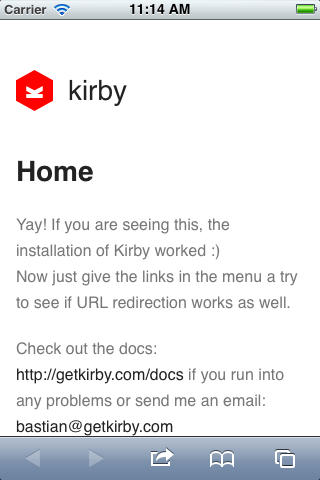 Carrier 11:14 AM
kirby
Home
Yay! If you are seeing this, the
installation of Kirby worked :)
Now just give the links in the menu a try
to see if URL redirection works as well.
Check out the docs:
http://getkirby.com/docs if you run into
any problems or send me an email:
bastian@getkirby.com